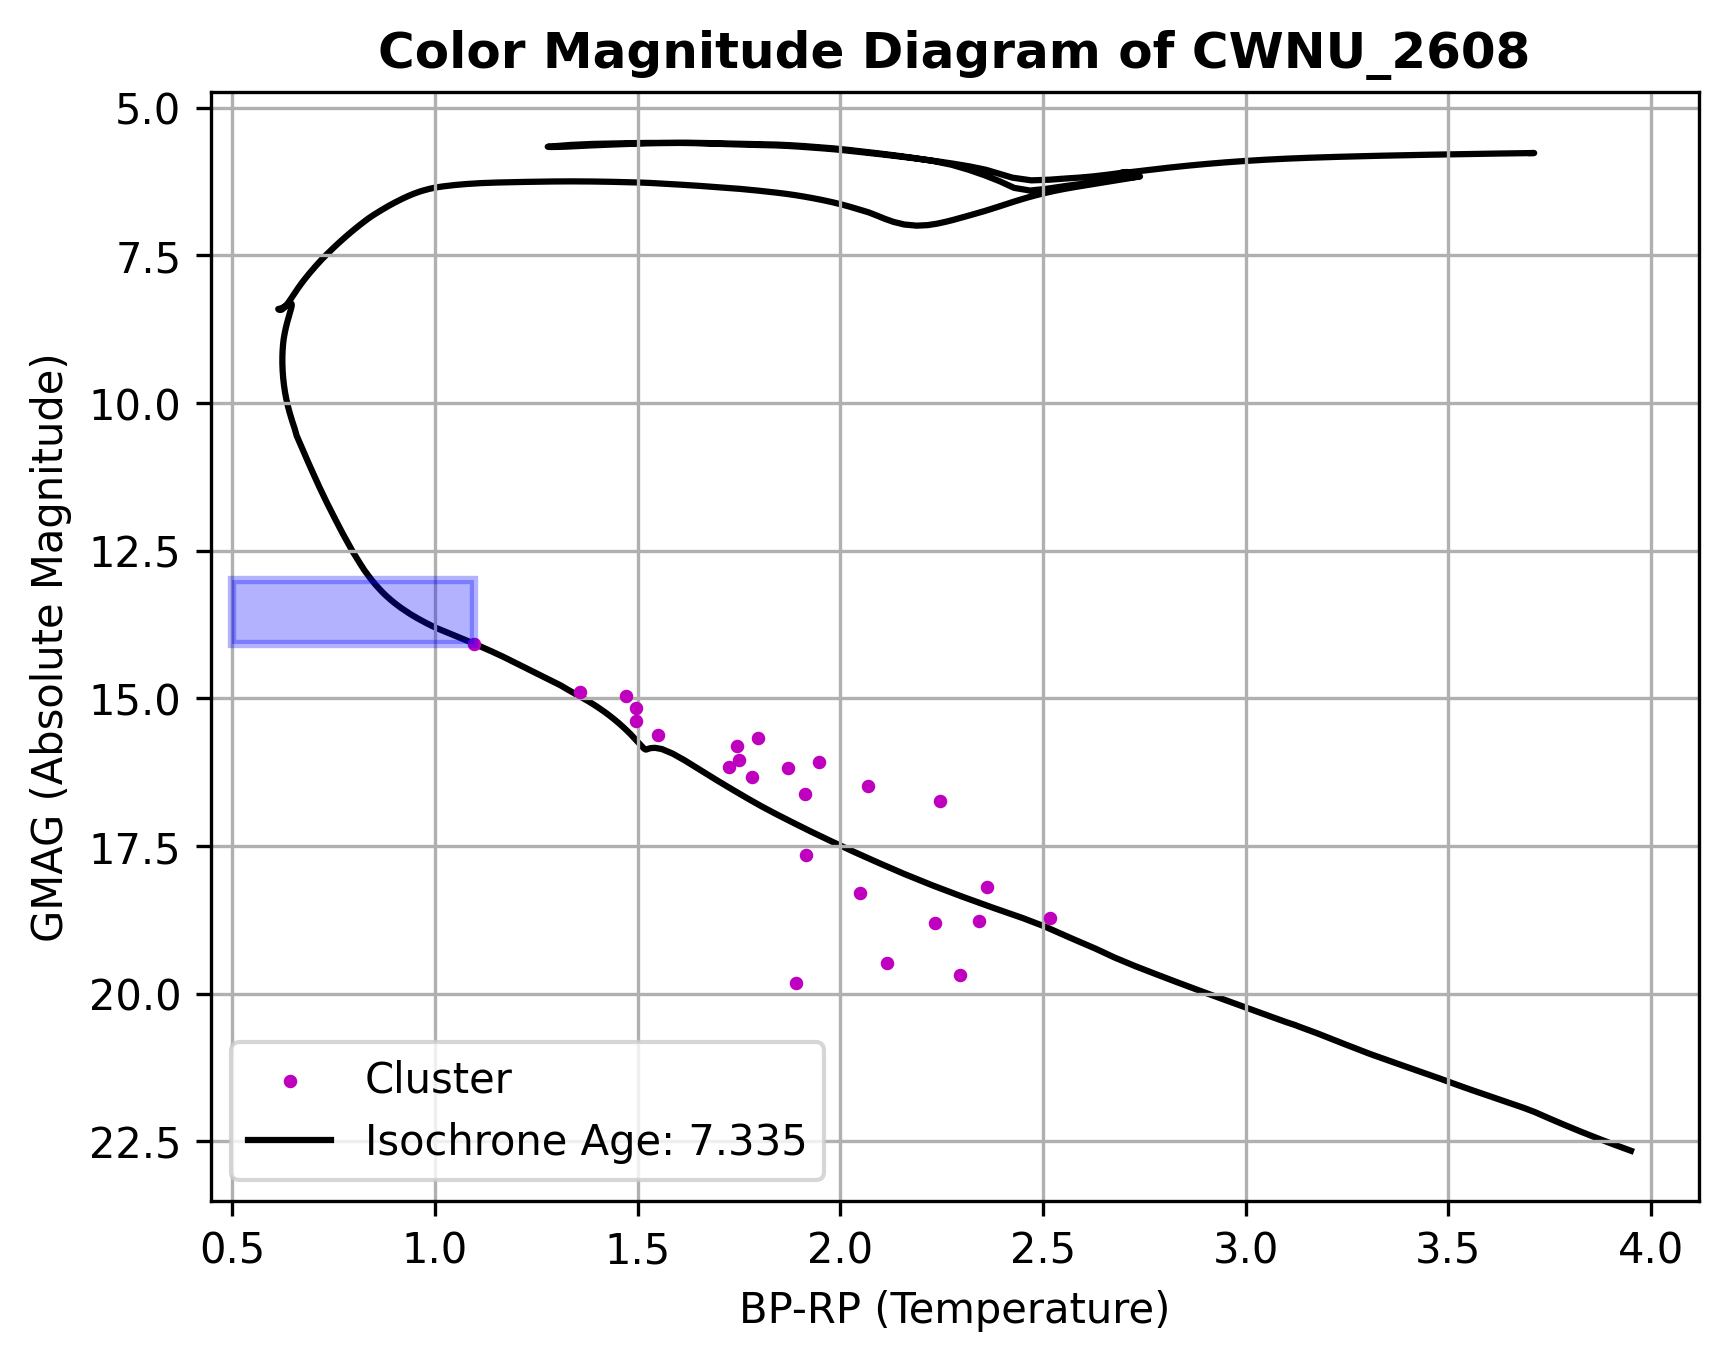 Color Magnitude Diagram of CWNU_2608
GMAG (Absolute Magnitude)
5.0
7.5
10.0
12.5
15.0
17.5
20.0
22.5
Cluster
Isochrone Age: 7.335
0.5 1.0 1.5 2.0 2.5 3.0 3.5 4.0
BP-RP (Temperature)